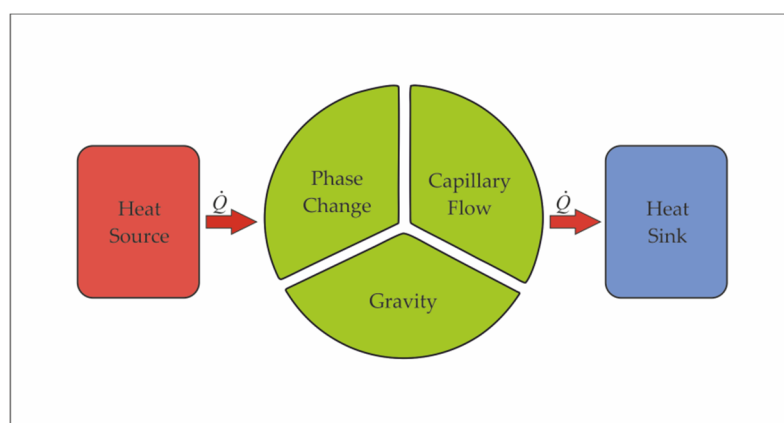 Heat
Source
Q̇
Phase
Change
Capillary
Flow
Gravity
Q̇
Heat
Sink